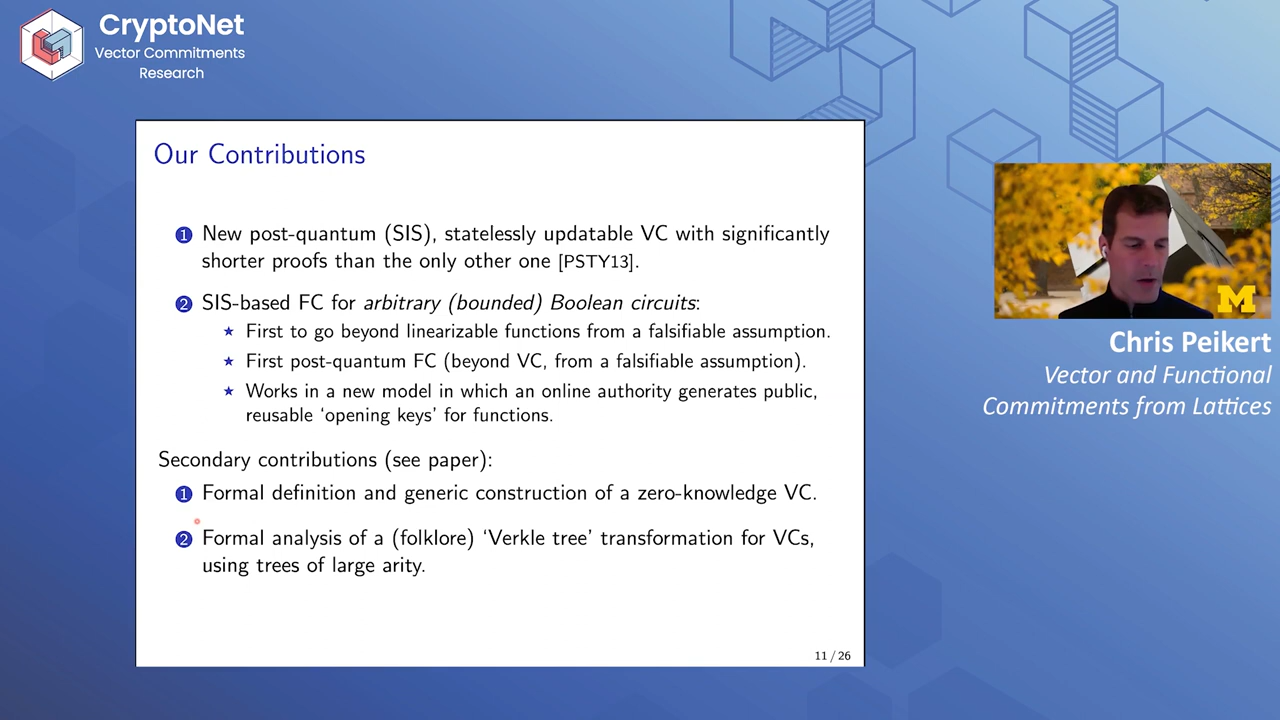 CryptoNet
Vector Commitments
Research
Our Contributions
1 New post-quantum (SIS), statelessly updatable VC with significantly
shorter proofs than the only other one [PSTY13].
2 SIS-based FC for arbitrary (bounded) Boolean circuits:
★ First to go beyond linearizable functions from a falsifiable assumption.
★ First post-quantum FC (beyond VC, from a falsifiable assumption).
★ Works in a new model in which an online authority generates public,
reusable ‘opening keys’ for functions.
Secondary contributions (see paper):
1 Formal definition and generic construction of a zero-knowledge VC.
2 Formal analysis of a (folklore) ‘Verkle tree’ transformation for VCs,
using trees of large arity.
11 / 26
M
Chris Peikert
Vector and Functional
Commitments from Lattices